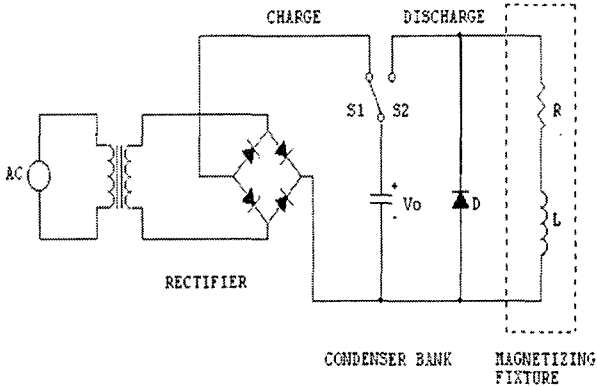 CHARGE
DISCHARGE
S1
S2
R
AC
+
Vo
-
D
L
RECTIFIER
CONDENSER BANK
MAGNETIZING
FIXTURE